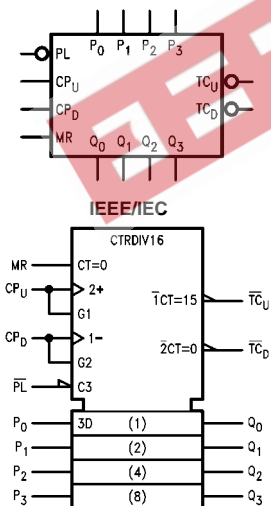 P0 P1 P2 P3
PL
CPU TCU
CPD TCD
MR Q0 Q1 Q2 Q3
IEEE/IEC
CTRDIV16
MR CT=0
CPU 2+ 1CT=15 TCU
G1
CPD 1- 2CT=0 TCD
G2
PL C3
P0 3D (1) Q0
P1 (2) Q1
P2 (4) Q2
P3 (8) Q3